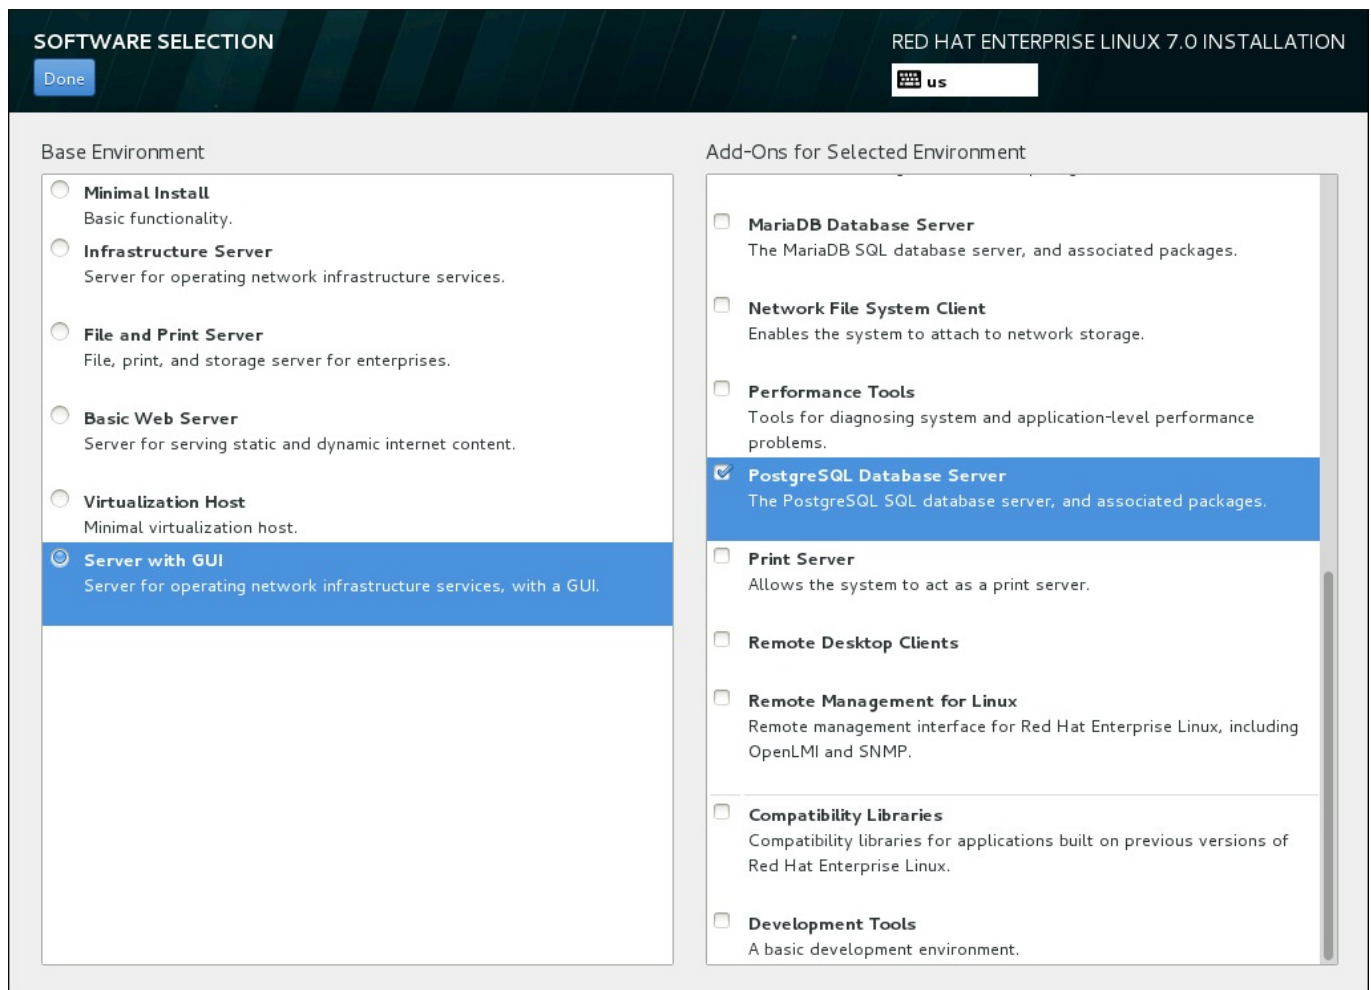 SOFTWARE SELECTION
RED HAT ENTERPRISE LINUX 7.0 INSTALLATION
Done
us
Base Environment
Minimal Install
Basic functionality.
Infrastructure Server
Server for operating network infrastructure services.
File and Print Server
File, print, and storage server for enterprises.
Basic Web Server
Server for serving static and dynamic internet content.
Virtualization Host
Minimal virtualization host.
Server with GUI
Server for operating network infrastructure services, with a GUI.
Add-Ons for Selected Environment
MariaDB Database Server
The MariaDB SQL database server, and associated packages.
Network File System Client
Enables the system to attach to network storage.
Performance Tools
Tools for diagnosing system and application-level performance
problems.
PostgreSQL Database Server
The PostgreSQL SQL database server, and associated packages.
Print Server
Allows the system to act as a print server.
Remote Desktop Clients
Remote Management for Linux
Remote management interface for Red Hat Enterprise Linux, including
OpenLMI and SNMP.
Compatibility Libraries
Compatibility libraries for applications built on previous versions of
Red Hat Enterprise Linux.
Development Tools
A basic development environment.